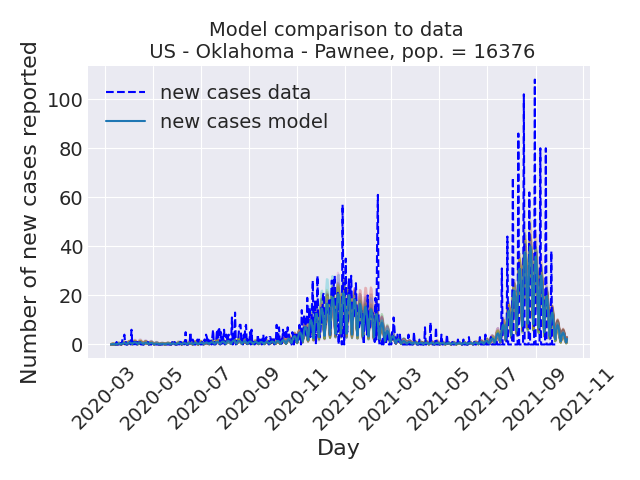 Model comparison to data
US - Oklahoma - Pawnee, pop. = 16376
Number of new cases reported
100
80
60
40
20
0
new cases data
new cases model
2020-03
2020-05
2020-07
2020-09
2020-11
2021-01
2021-03
2021-05
2021-07
2021-09
2021-11
Day